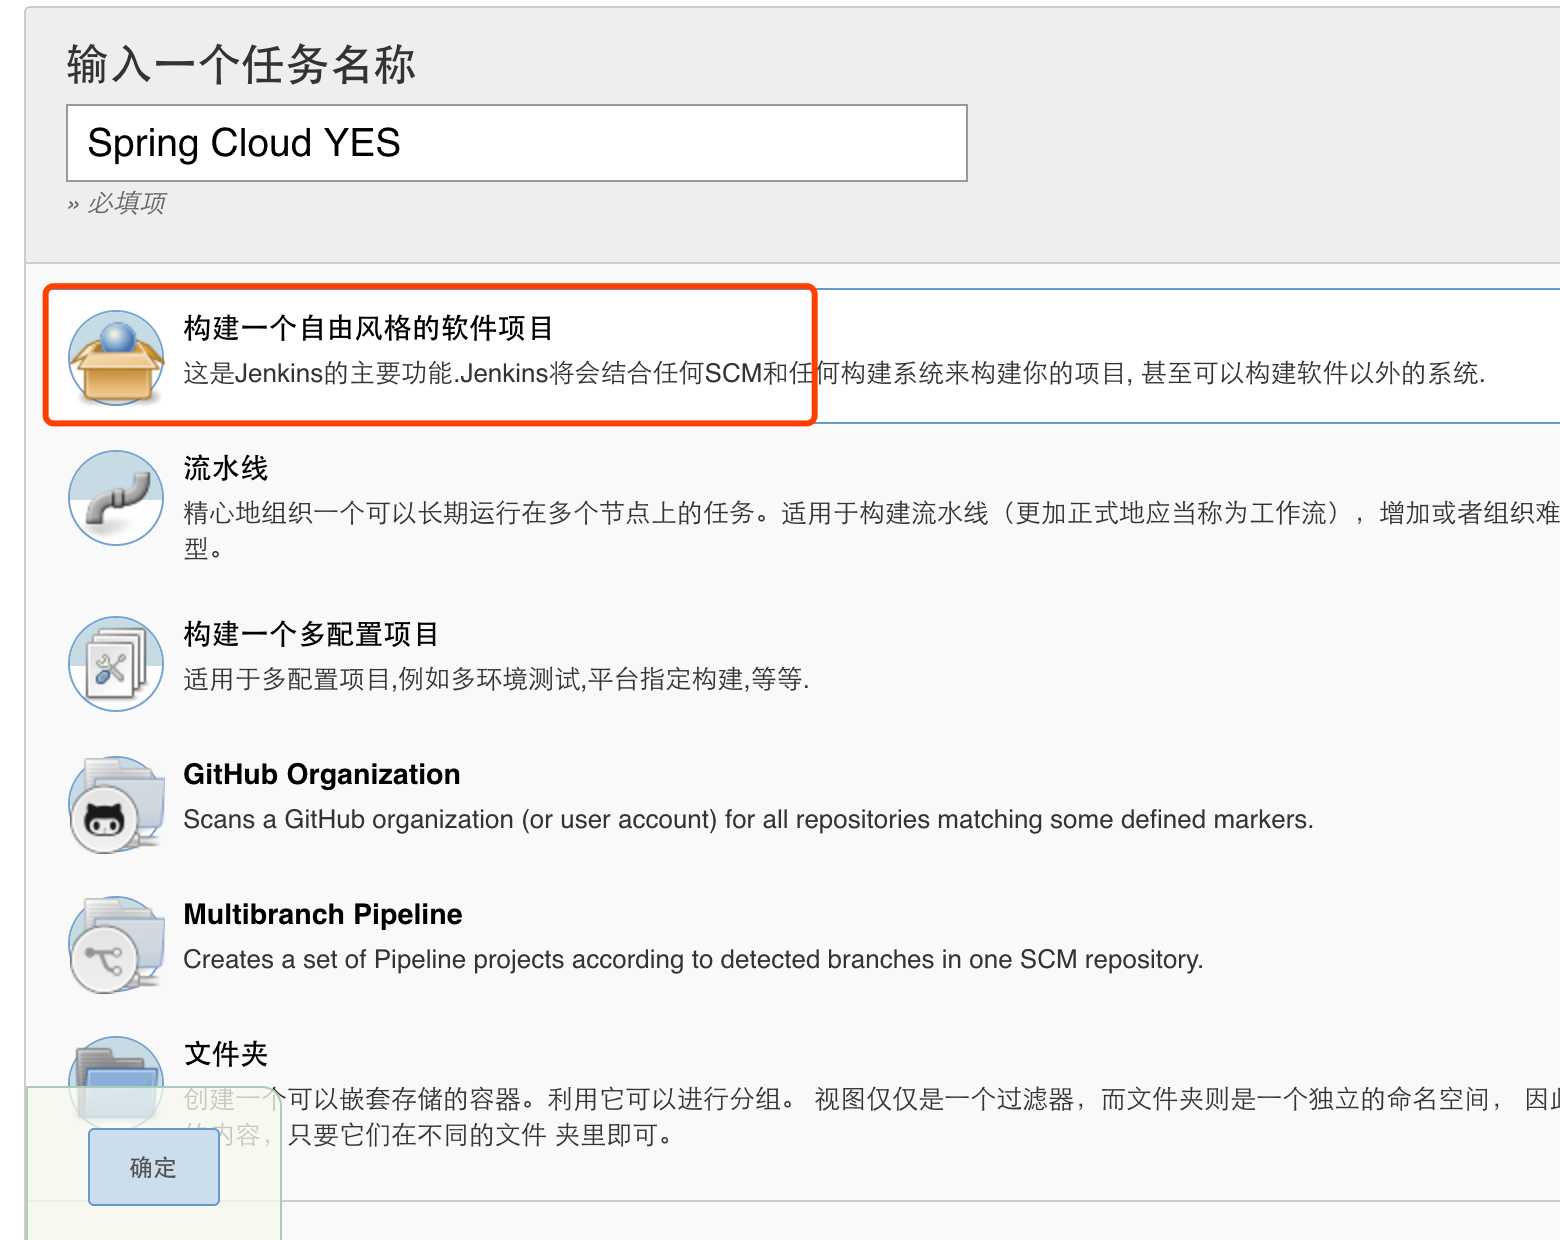 输入一个任务名称
Spring Cloud YES
» 必填项
构建一个自由风格的软件项目
这是Jenkins的主要功能.Jenkins将会结合任何SCM和任何构建系统来构建你的项目, 甚至可以构建软件以外的系统.
流水线
精心地组织一个可以长期运行在多个节点上的任务。适用于构建流水线（更加正式地应当称为工作流），增加或者组织难
型。
构建一个多配置项目
适用于多配置项目,例如多环境测试,平台指定构建,等等.
GitHub Organization
Scans a GitHub organization (or user account) for all repositories matching some defined markers.
Multibranch Pipeline
Creates a set of Pipeline projects according to detected branches in one SCM repository.
文件夹
创建一个可以嵌套存储的容器。利用它可以进行分组。 视图仅仅是一个过滤器，而文件夹则是一个独立的命名空间， 因此
的内容，只要它们在不同的文件 夹里即可。
确定